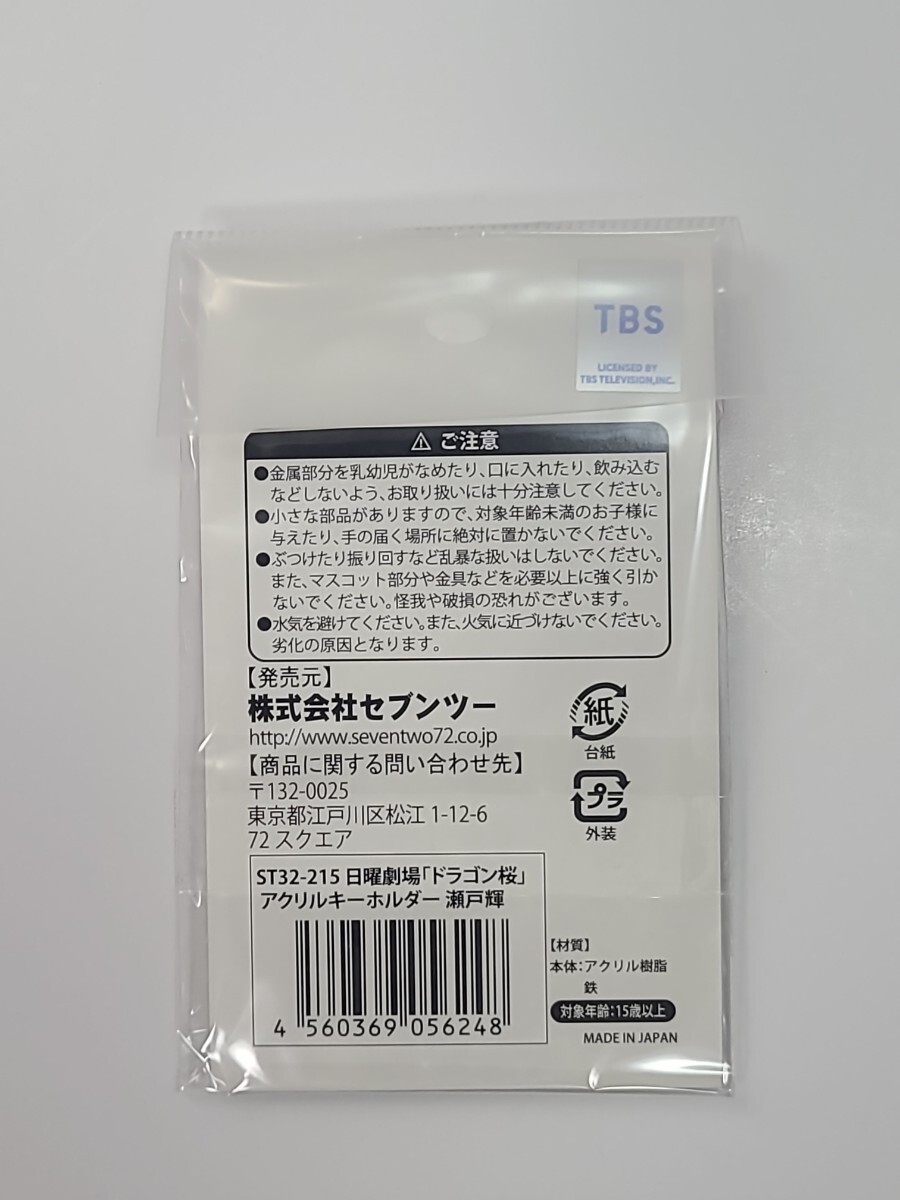 TBS
LICENSED BY
TBS TELEVISION,INC.
⚠ ご注意
●金属部分を乳幼児がなめたり、口に入れたり、飲み込む
などしないよう、お取り扱いには十分注意してください。
●小さな部品がありますので、対象年齢未満のお子様に
与えたり、手の届く場所に絶対に置かないでください。
●ぶつけたり振り回すなど乱暴な扱いはしないでください。
また、マスコット部分や金具などを必要以上に強く引か
ないでください。怪我や破損の恐れがございます。
●水気を避けてください。また、火気に近づけないでください。
劣化の原因となります。
【発売元】
株式会社セブンツー
http://www.seventwo72.co.jp
【商品に関する問い合わせ先】
〒132-0025
東京都江戸川区松江 1-12-6
72 スクエア
紙
台紙
プラ
外装
ST32-215 日曜劇場「ドラゴン桜」
アクリルキーホルダー 瀬戸輝
4 560369 056248
【材質】
本体：アクリル樹脂
鉄
対象年齢：15歳以上
MADE IN JAPAN